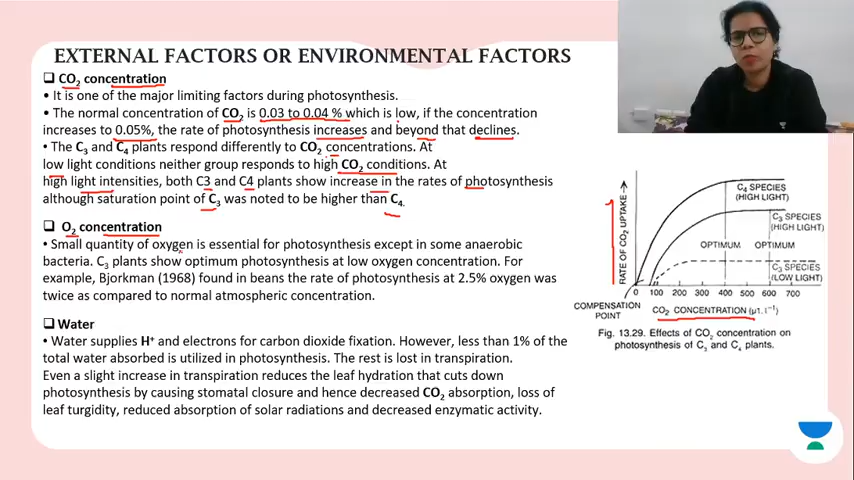 EXTERNAL FACTORS OR ENVIRONMENTAL FACTORS
❑ CO₂ concentration
• It is one of the major limiting factors during photosynthesis.
• The normal concentration of CO₂ is 0.03 to 0.04 % which is low, if the concentration
increases to 0.05%, the rate of photosynthesis increases and beyond that declines.
• The C₃ and C₄ plants respond differently to CO₂ concentrations. At
low light conditions neither group responds to high CO₂ conditions. At
high light intensities, both C3 and C4 plants show increase in the rates of photosynthesis
although saturation point of C₃ was noted to be higher than C₄.
❑ O₂ concentration
• Small quantity of oxygen is essential for photosynthesis except in some anaerobic
bacteria. C₃ plants show optimum photosynthesis at low oxygen concentration. For
example, Bjorkman (1968) found in beans the rate of photosynthesis at 2.5% oxygen was
twice as compared to normal atmospheric concentration.
❑ Water
• Water supplies H⁺ and electrons for carbon dioxide fixation. However, less than 1% of the
total water absorbed is utilized in photosynthesis. The rest is lost in transpiration.
Even a slight increase in transpiration reduces the leaf hydration that cuts down
photosynthesis by causing stomatal closure and hence decreased CO₂ absorption, loss of
leaf turgidity, reduced absorption of solar radiations and decreased enzymatic activity.
RATE OF CO₂ UPTAKE
C₄ SPECIES
(HIGH LIGHT)
C₃ SPECIES
(HIGH LIGHT)
OPTIMUM OPTIMUM
C₃ SPECIES
(LOW LIGHT)
0 100 200 300 400 500 600 700
COMPENSATION
POINT
CO₂ CONCENTRATION (µ1. l⁻¹)
Fig. 13.29. Effects of CO₂ concentration on
photosynthesis of C₃ and C₄ plants.